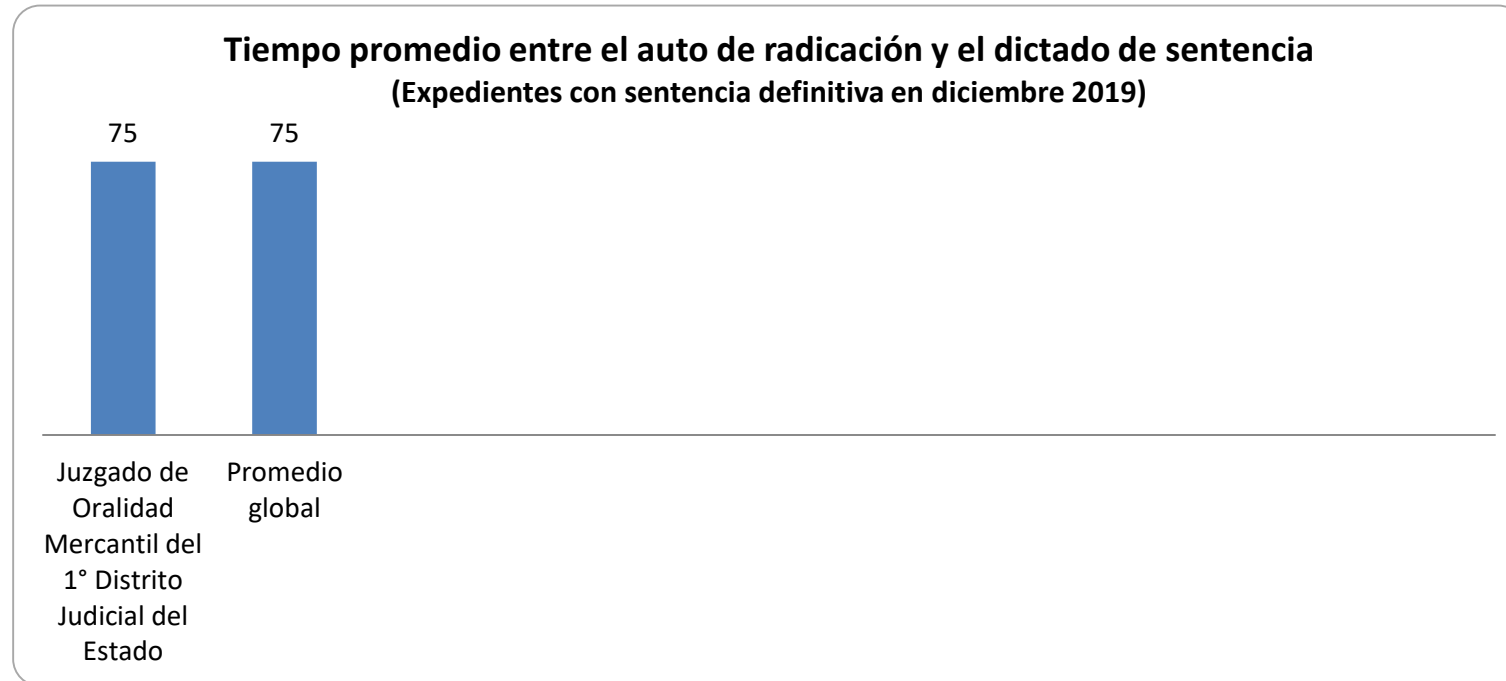 Tiempo promedio entre el auto de radicación y el dictado de sentencia
(Expedientes con sentencia definitiva en diciembre 2019)
75
75
Juzgado de
Oralidad
Mercantil del
1° Distrito
Judicial del
Estado
Promedio
global